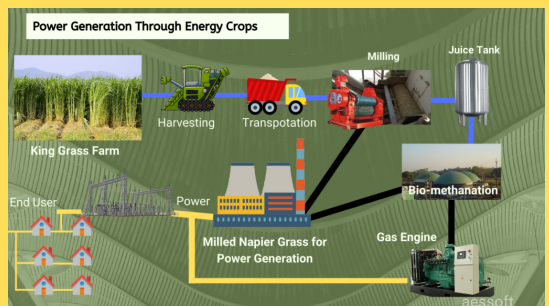 Power Generation Through Energy Crops
Milling
Juice Tank
Harvesting
Transpotation
King Grass Farm
Bio-methanation
End User
Power
Milled Napier Grass for
Power Generation
Gas Engine
aessoft